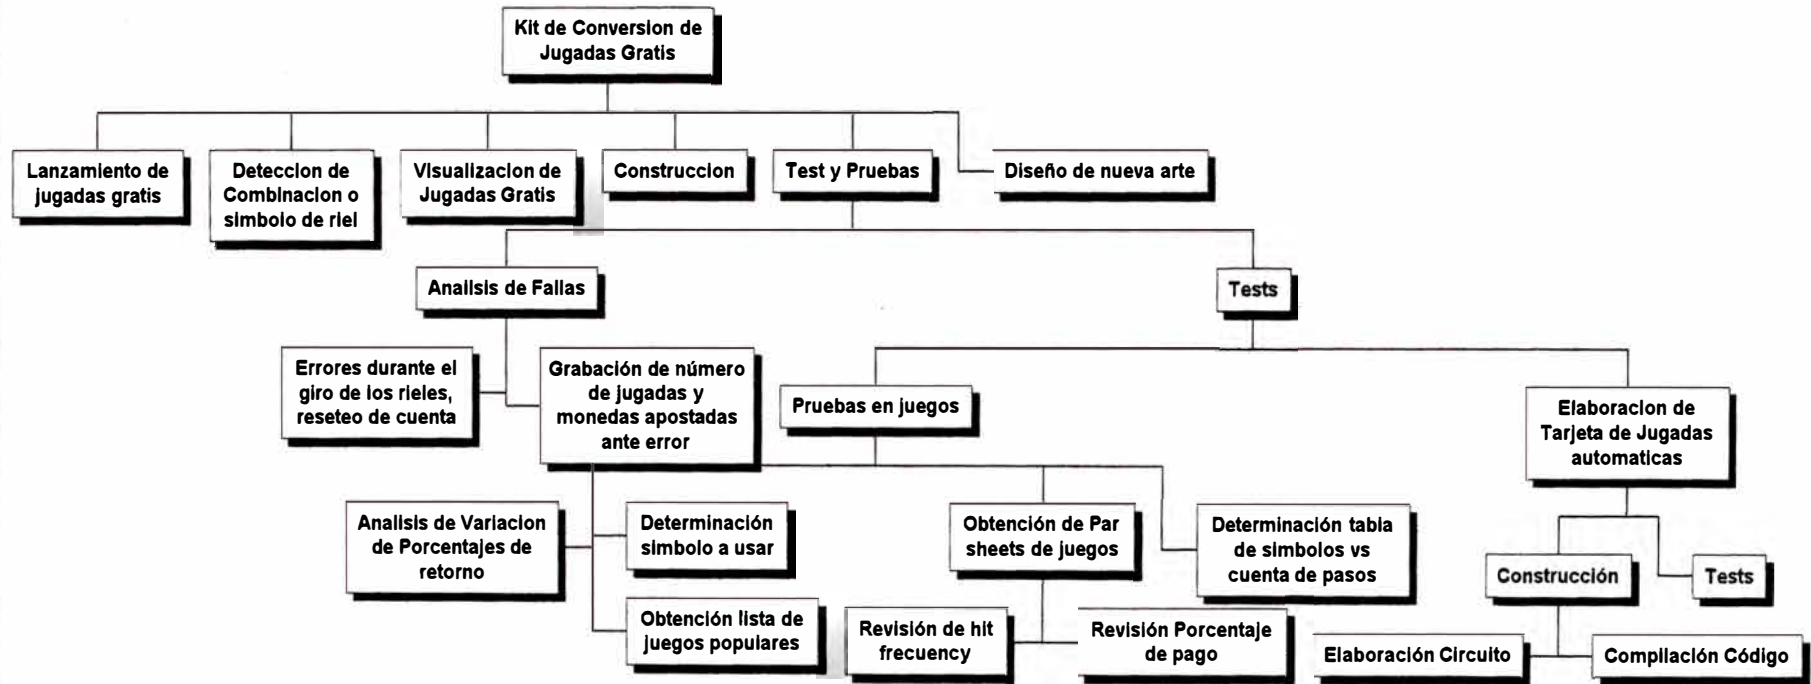 Kit de Conversion de
Jugadas Gratis
Lanzamiento de
jugadas gratis
Deteccion de
Combinacion o
simbolo de riel
Visualizacion de
Jugadas Gratis
Construccion
Test y Pruebas
Diseño de nueva arte
Analisis de Fallas
Tests
Errores durante el
giro de los rieles,
reseteo de cuenta
Grabación de número
de jugadas y
monedas apostadas
ante error
Pruebas en juegos
Elaboracion de
Tarjeta de Jugadas
automaticas
Analisis de Variacion
de Porcentajes de
retorno
Determinación
simbolo a usar
Obtención de Par
sheets de juegos
Determinación tabla
de simbolos vs
cuenta de pasos
Construcción
Tests
Obtención lista de
juegos populares
Revisión de hit
frecuency
Revisión Porcentaje
de pago
Elaboración Circuito
Compilación Código